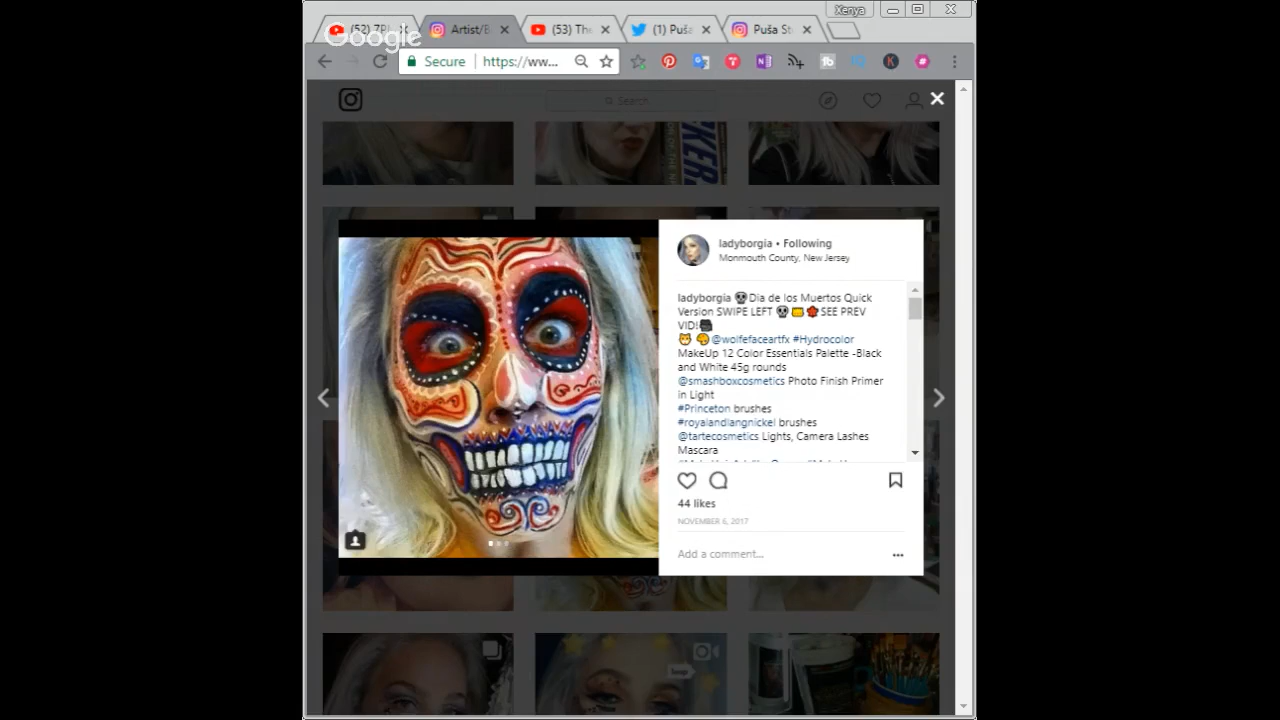 Xenya
(52) 7PL
Artist/B
(53) The
(1) Puša
Puša St
Google
Secure
https://ww...
Search
ladyborgia • Following
Monmouth County, New Jersey
ladyborgia 💀Dia de los Muertos Quick
Version SWIPE LEFT 💀 SEE PREV
VID!
@wolfefaceartfx #Hydrocolor
MakeUp 12 Color Essentials Palette -Black
and White 45g rounds
@smashboxcosmetics Photo Finish Primer
in Light
#Princeton brushes
#royalandlangnickel brushes
@tartecosmetics Lights, Camera Lashes
Mascara
44 likes
NOVEMBER 6, 2017
Add a comment...